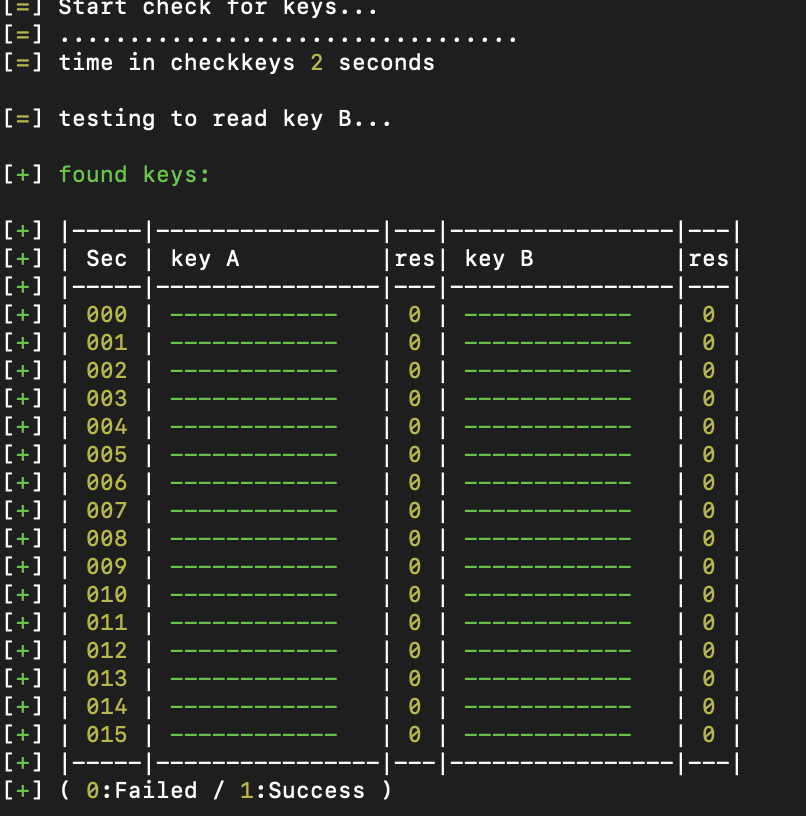 [=] Start check for keys...
[=] .................................
[=] time in checkkeys 2 seconds
[=] testing to read key B...
[+] found keys:
[+] |-----|----------------|---|----------------|---|
[+] | Sec | key A          |res| key B          |res|
[+] |-----|----------------|---|----------------|---|
[+] | 000 | ------------   | 0 | ------------   | 0 |
[+] | 001 | ------------   | 0 | ------------   | 0 |
[+] | 002 | ------------   | 0 | ------------   | 0 |
[+] | 003 | ------------   | 0 | ------------   | 0 |
[+] | 004 | ------------   | 0 | ------------   | 0 |
[+] | 005 | ------------   | 0 | ------------   | 0 |
[+] | 006 | ------------   | 0 | ------------   | 0 |
[+] | 007 | ------------   | 0 | ------------   | 0 |
[+] | 008 | ------------   | 0 | ------------   | 0 |
[+] | 009 | ------------   | 0 | ------------   | 0 |
[+] | 010 | ------------   | 0 | ------------   | 0 |
[+] | 011 | ------------   | 0 | ------------   | 0 |
[+] | 012 | ------------   | 0 | ------------   | 0 |
[+] | 013 | ------------   | 0 | ------------   | 0 |
[+] | 014 | ------------   | 0 | ------------   | 0 |
[+] | 015 | ------------   | 0 | ------------   | 0 |
[+] |-----|----------------|---|----------------|---|
[+] ( 0:Failed / 1:Success )